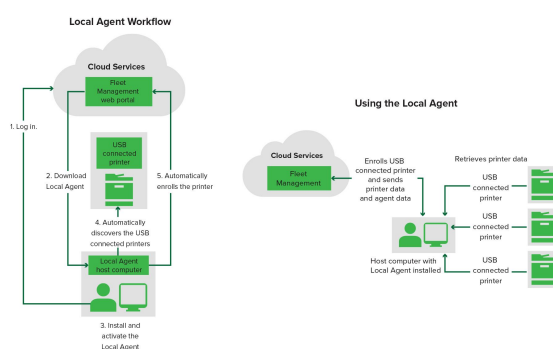 Local Agent Workflow
Cloud Services
Fleet
Management
web portal
1. Log in.
USB
connected
printer
2. Download
Local Agent
5. Automatically
enrolls the printer
4. Automatically
discovers the USB
connected printers
Local Agent
host computer
3. Install and
activate the
Local Agent
Using the Local Agent
Cloud Services
Fleet
Management
Enrolls USB
connected printer
and sends
printer data
and agent data
Retrieves printer data
USB
connected
printer
USB
connected
printer
USB
connected
printer
Host computer with
Local Agent installed